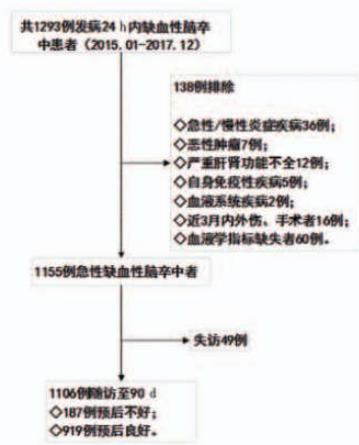 共1293例发病24 h内缺血性脑卒
中患者（2015.01-2017.12）
138例排除
◇急性/慢性炎症疾病36例；
◇恶性肿瘤7例；
◇严重肝肾功能不全12例；
◇自身免疫性疾病5例；
◇血液系统疾病2例；
◇近3月内外伤、手术者16例；
◇血液学指标缺失者60例。
1155例急性缺血性脑卒中者
失访49例
1106例随访至90 d
◇187例预后不好；
◇919例预后良好。